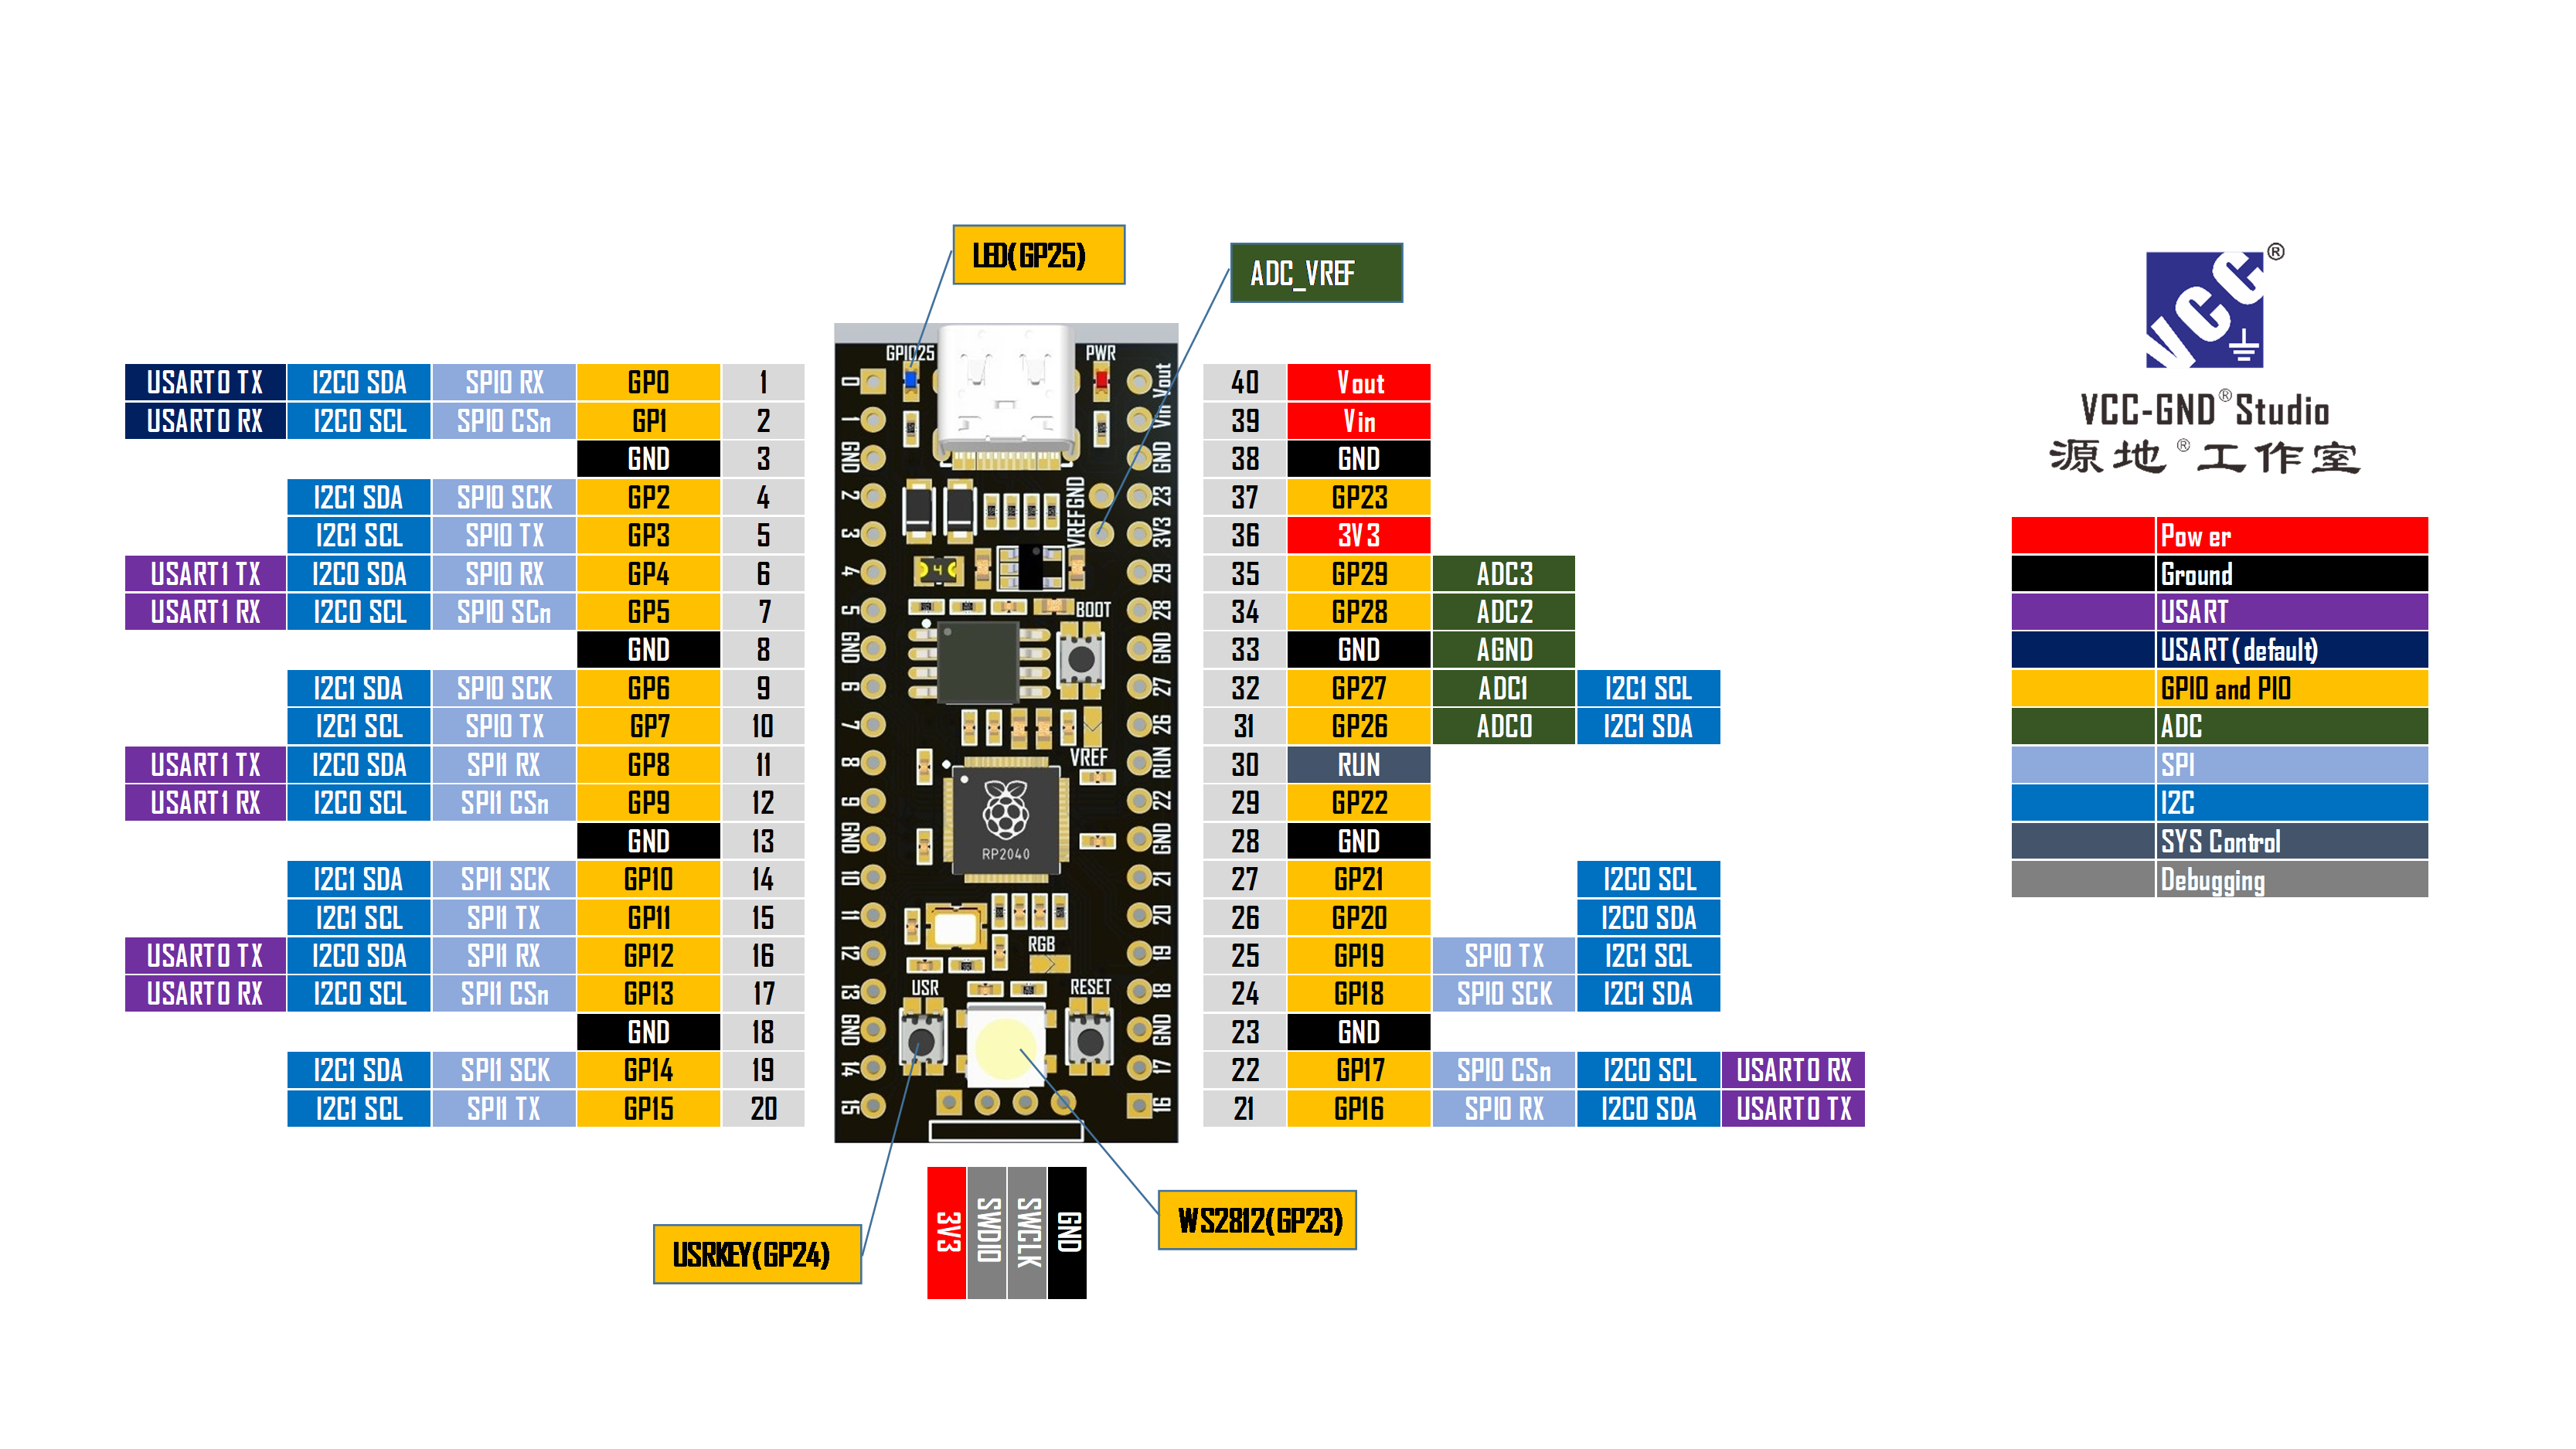 LED(GP25)
ADC_VREF
USART0 TX I2C0 SDA SPI0 RX GP0 1
USART0 RX I2C0 SCL SPI0 CSn GP1 2
GND 3
I2C1 SDA SPI0 SCK GP2 4
I2C1 SCL SPI0 TX GP3 5
USART1 TX I2C0 SDA SPI0 RX GP4 6
USART1 RX I2C0 SCL SPI0 SCn GP5 7
GND 8
I2C1 SDA SPI0 SCK GP6 9
I2C1 SCL SPI0 TX GP7 10
USART1 TX I2C0 SDA SPI1 RX GP8 11
USART1 RX I2C0 SCL SPI1 CSn GP9 12
GND 13
I2C1 SDA SPI1 SCK GP10 14
I2C1 SCL SPI1 TX GP11 15
USART0 TX I2C0 SDA SPI1 RX GP12 16
USART0 RX I2C0 SCL SPI1 CSn GP13 17
GND 18
I2C1 SDA SPI1 SCK GP14 19
I2C1 SCL SPI1 TX GP15 20
GPIO25 PWR
0
1
GND
2
3
4
5
GND
6
7
8
9
GND
10
11
12
13
GND
14
15
VREF GND
4
BOOT
VREF
RP2040
RGB
USR RESET
Vin Vout
GND
23
3V3
29
28
GND
27
26
RUN
22
GND
21
20
19
18
GND
17
16
40 Vout
39 Vin
38 GND
37 GP23
36 3V3
35 GP29 ADC3
34 GP28 ADC2
33 GND AGND
32 GP27 ADC1 I2C1 SCL
31 GP26 ADC0 I2C1 SDA
30 RUN
29 GP22
28 GND
27 GP21 I2C0 SCL
26 GP20 I2C0 SDA
25 GP19 SPI0 TX I2C1 SCL
24 GP18 SPI0 SCK I2C1 SDA
23 GND
22 GP17 SPI0 CSn I2C0 SCL USART0 RX
21 GP16 SPI0 RX I2C0 SDA USART0 TX
3V3
SWDIO
SWCLK
GND
USRKEY(GP24)
WS2812(GP23)
VCC ®
VCC-GND® Studio
源地®工作室
Power
Ground
USART
USART(default)
GPIO and PIO
ADC
SPI
I2C
SYS Control
Debugging